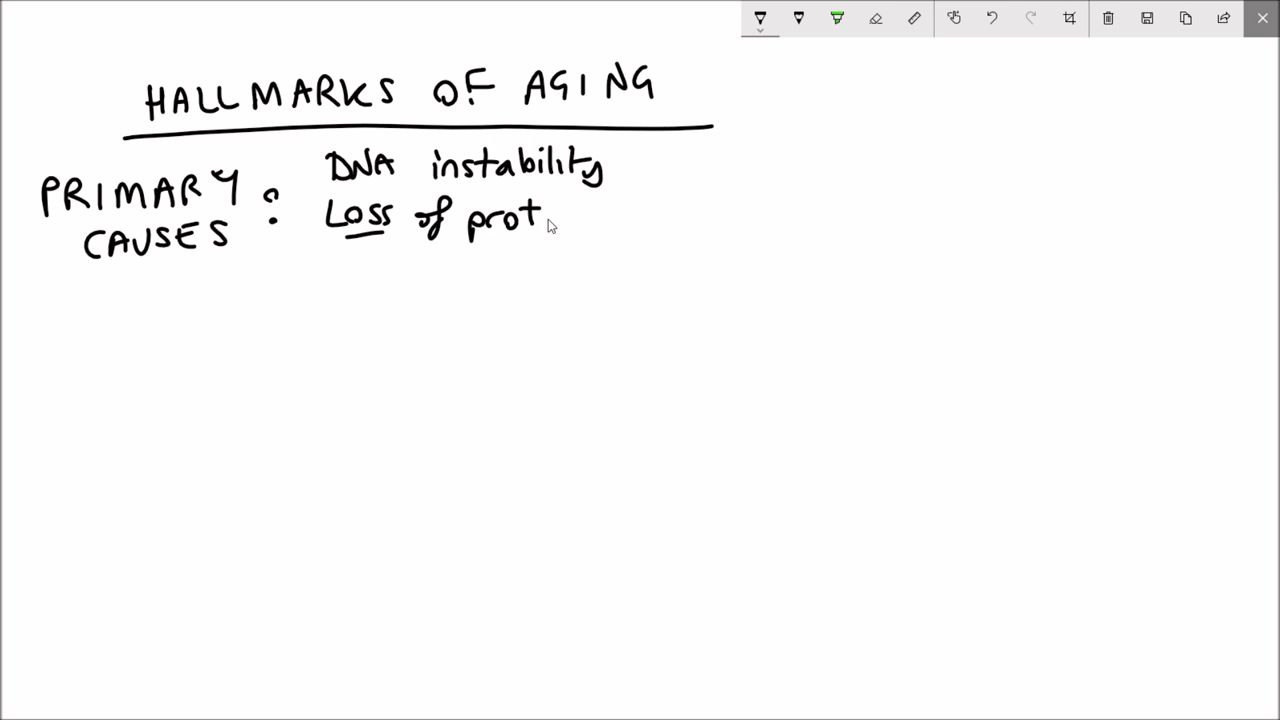 HALLMARKS OF AGING
PRIMARY CAUSES :
DNA instability
Loss of prot